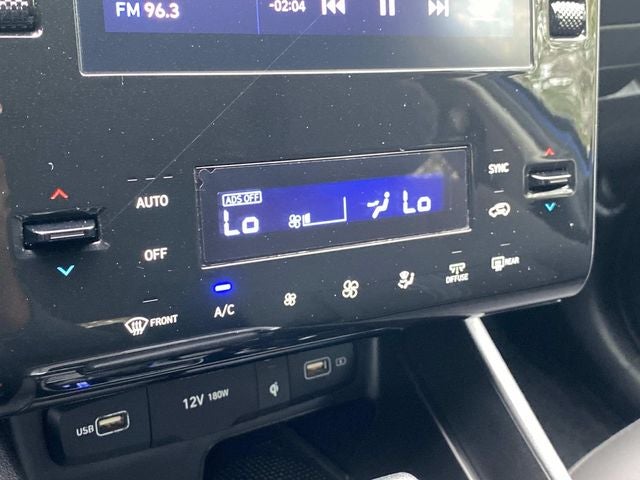 FM 96.3 -02:04
AUTO
SYNC
ADS OFF
Lo Lo
OFF
A/C
DIFFUSE
REAR
FRONT
USB
12V 180W